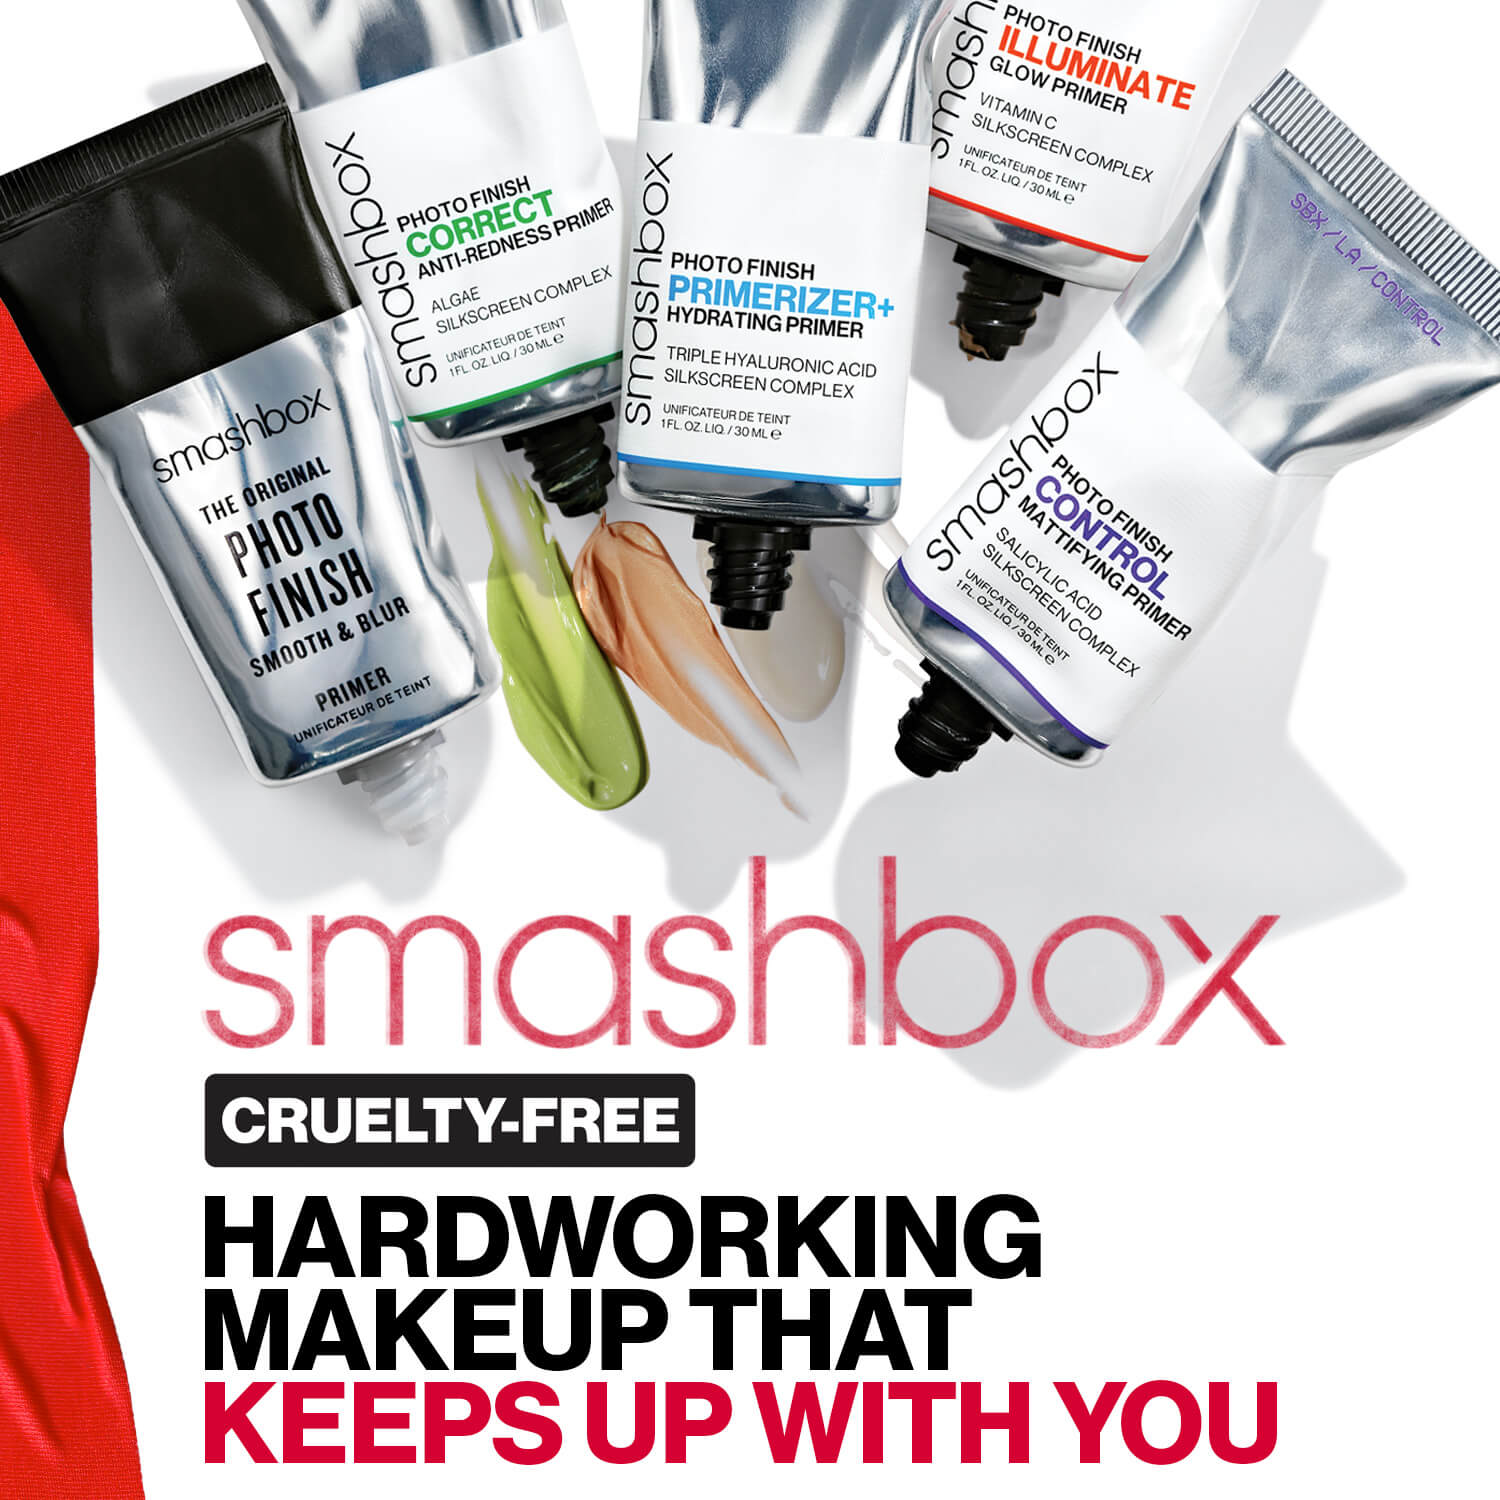 smashbox
THE ORIGINAL
PHOTO
FINISH
SMOOTH & BLUR
PRIMER
UNIFICATEUR DE TEINT
smashbox
PHOTO FINISH
CORRECT
ANTI-REDNESS PRIMER
ALGAE
SILKSCREEN COMPLEX
UNIFICATEUR DE TEINT
1 FL. OZ. LIQ. / 30 ML e
smashbox
PHOTO FINISH
PRIMERIZER+
HYDRATING PRIMER
TRIPLE HYALURONIC ACID
SILKSCREEN COMPLEX
UNIFICATEUR DE TEINT
1 FL. OZ. LIQ. / 30 ML e
smash
PHOTO FINISH
ILLUMINATE
GLOW PRIMER
VITAMIN C
SILKSCREEN COMPLEX
UNIFICATEUR DE TEINT
1 FL. OZ. LIQ. / 30 ML e
SBX / LA / CONTROL
smashbox
PHOTO FINISH
CONTROL
MATTIFYING PRIMER
SALICYLIC ACID
SILKSCREEN COMPLEX
UNIFICATEUR DE TEINT
1 FL. OZ. LIQ. / 30 ML e
smashbox
CRUELTY-FREE
HARDWORKING
MAKEUP THAT
KEEPS UP WITH YOU